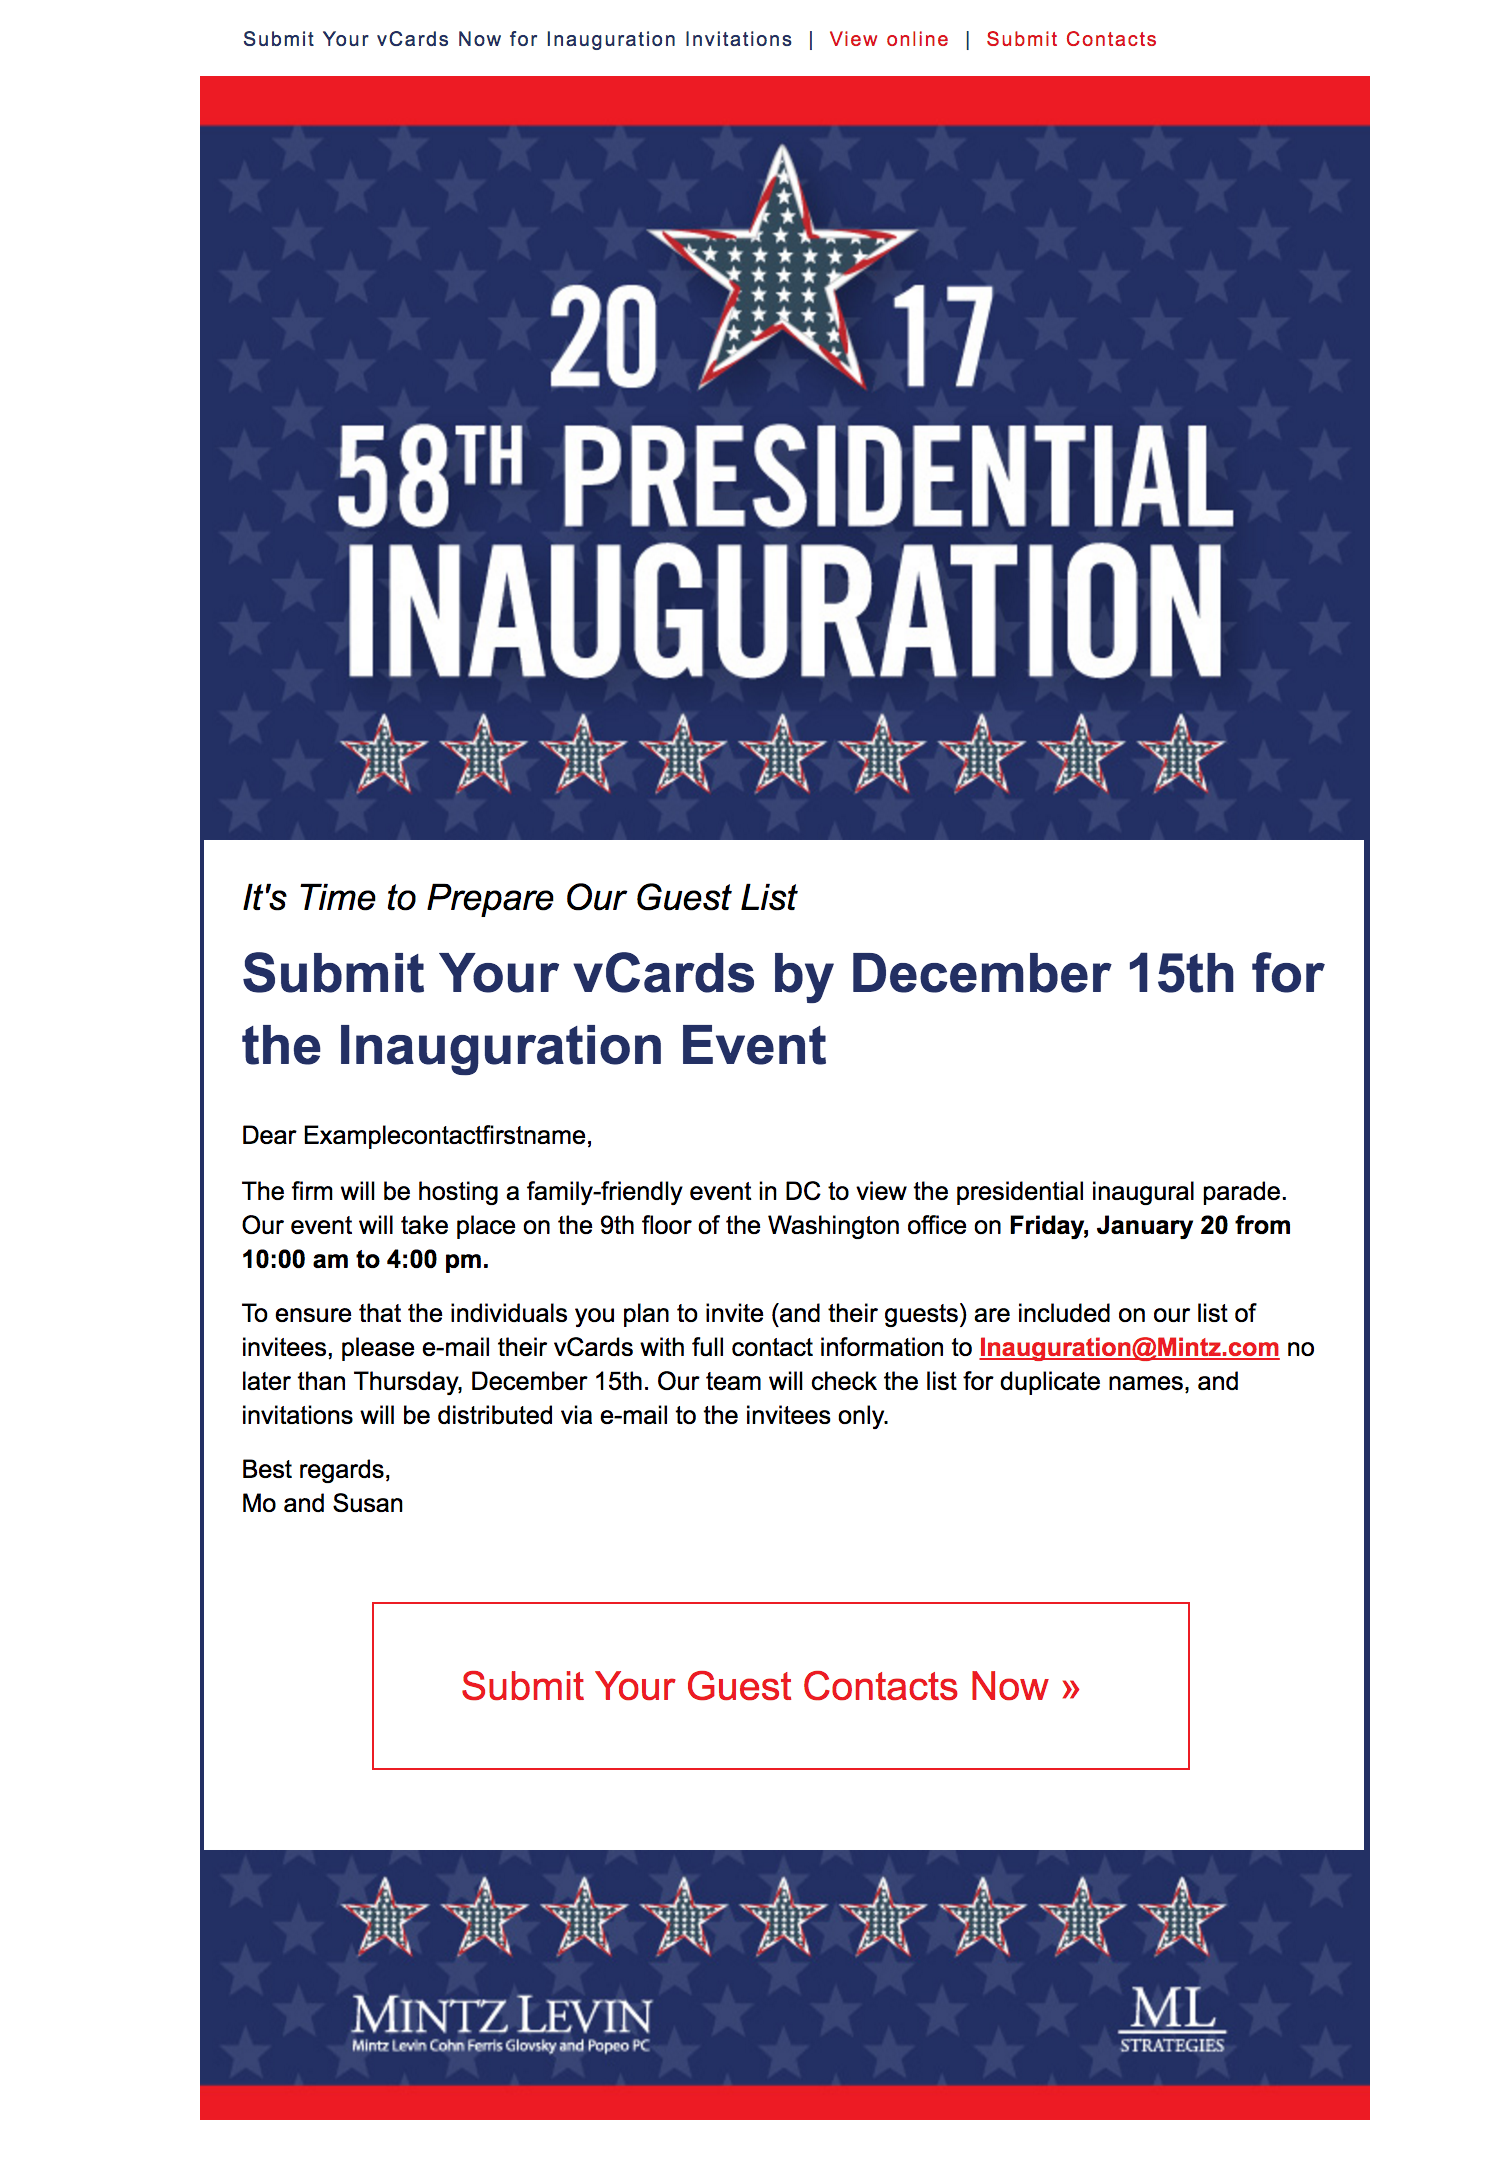 Submit Your vCards Now for Inauguration Invitations | View online | Submit Contacts
20 17
58TH PRESIDENTIAL
INAUGURATION
It's Time to Prepare Our Guest List
Submit Your vCards by December 15th for
the Inauguration Event
Dear Examplecontactfirstname,
The firm will be hosting a family-friendly event in DC to view the presidential inaugural parade.
Our event will take place on the 9th floor of the Washington office on Friday, January 20 from
10:00 am to 4:00 pm.
To ensure that the individuals you plan to invite (and their guests) are included on our list of
invitees, please e-mail their vCards with full contact information to Inauguration@Mintz.com no
later than Thursday, December 15th. Our team will check the list for duplicate names, and
invitations will be distributed via e-mail to the invitees only.
Best regards,
Mo and Susan
Submit Your Guest Contacts Now »
MINTZ LEVIN
Mintz Levin Cohn Ferris Glovsky and Popeo PC
ML
STRATEGIES